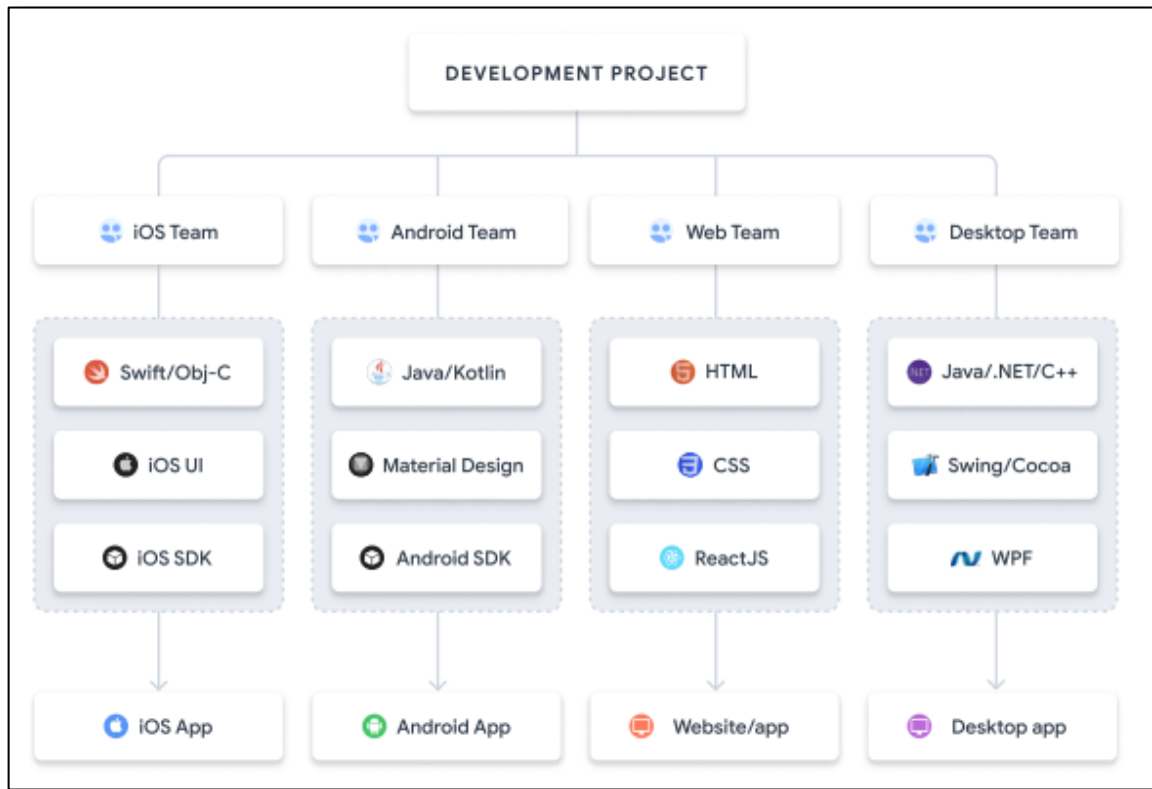 DEVELOPMENT PROJECT
iOS Team
Android Team
Web Team
Desktop Team
Swift/Obj-C
Java/Kotlin
HTML
Java/.NET/C++
iOS UI
Material Design
CSS
Swing/Cocoa
iOS SDK
Android SDK
ReactJS
WPF
iOS App
Android App
Website/app
Desktop app